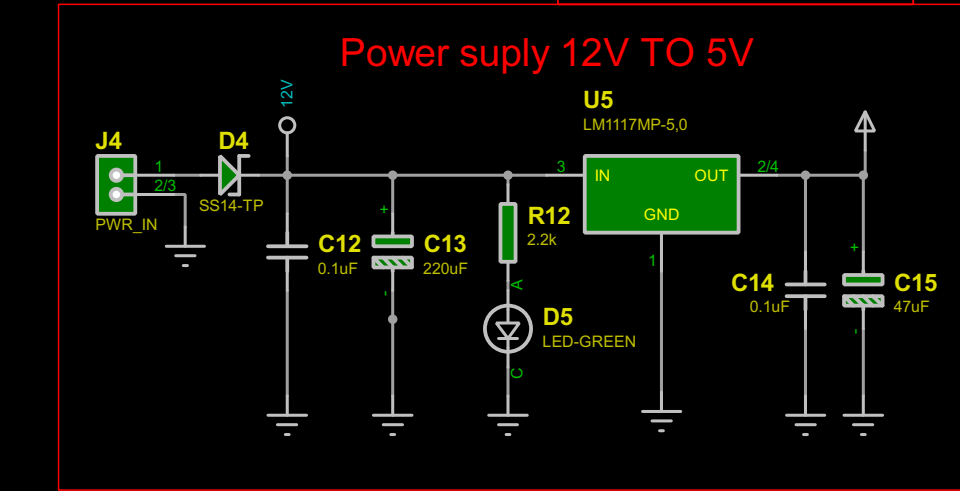 Power suply 12V TO 5V
12V
U5
LM1117MP-5,0
J4
D4
1
2/3
SS14-TP
PWR_IN
3
IN
OUT
2/4
GND
1
+
C12
0.1uF
C13
220uF
-
R12
2.2k
A
D5
LED-GREEN
C
C14
0.1uF
+
C15
47uF
-